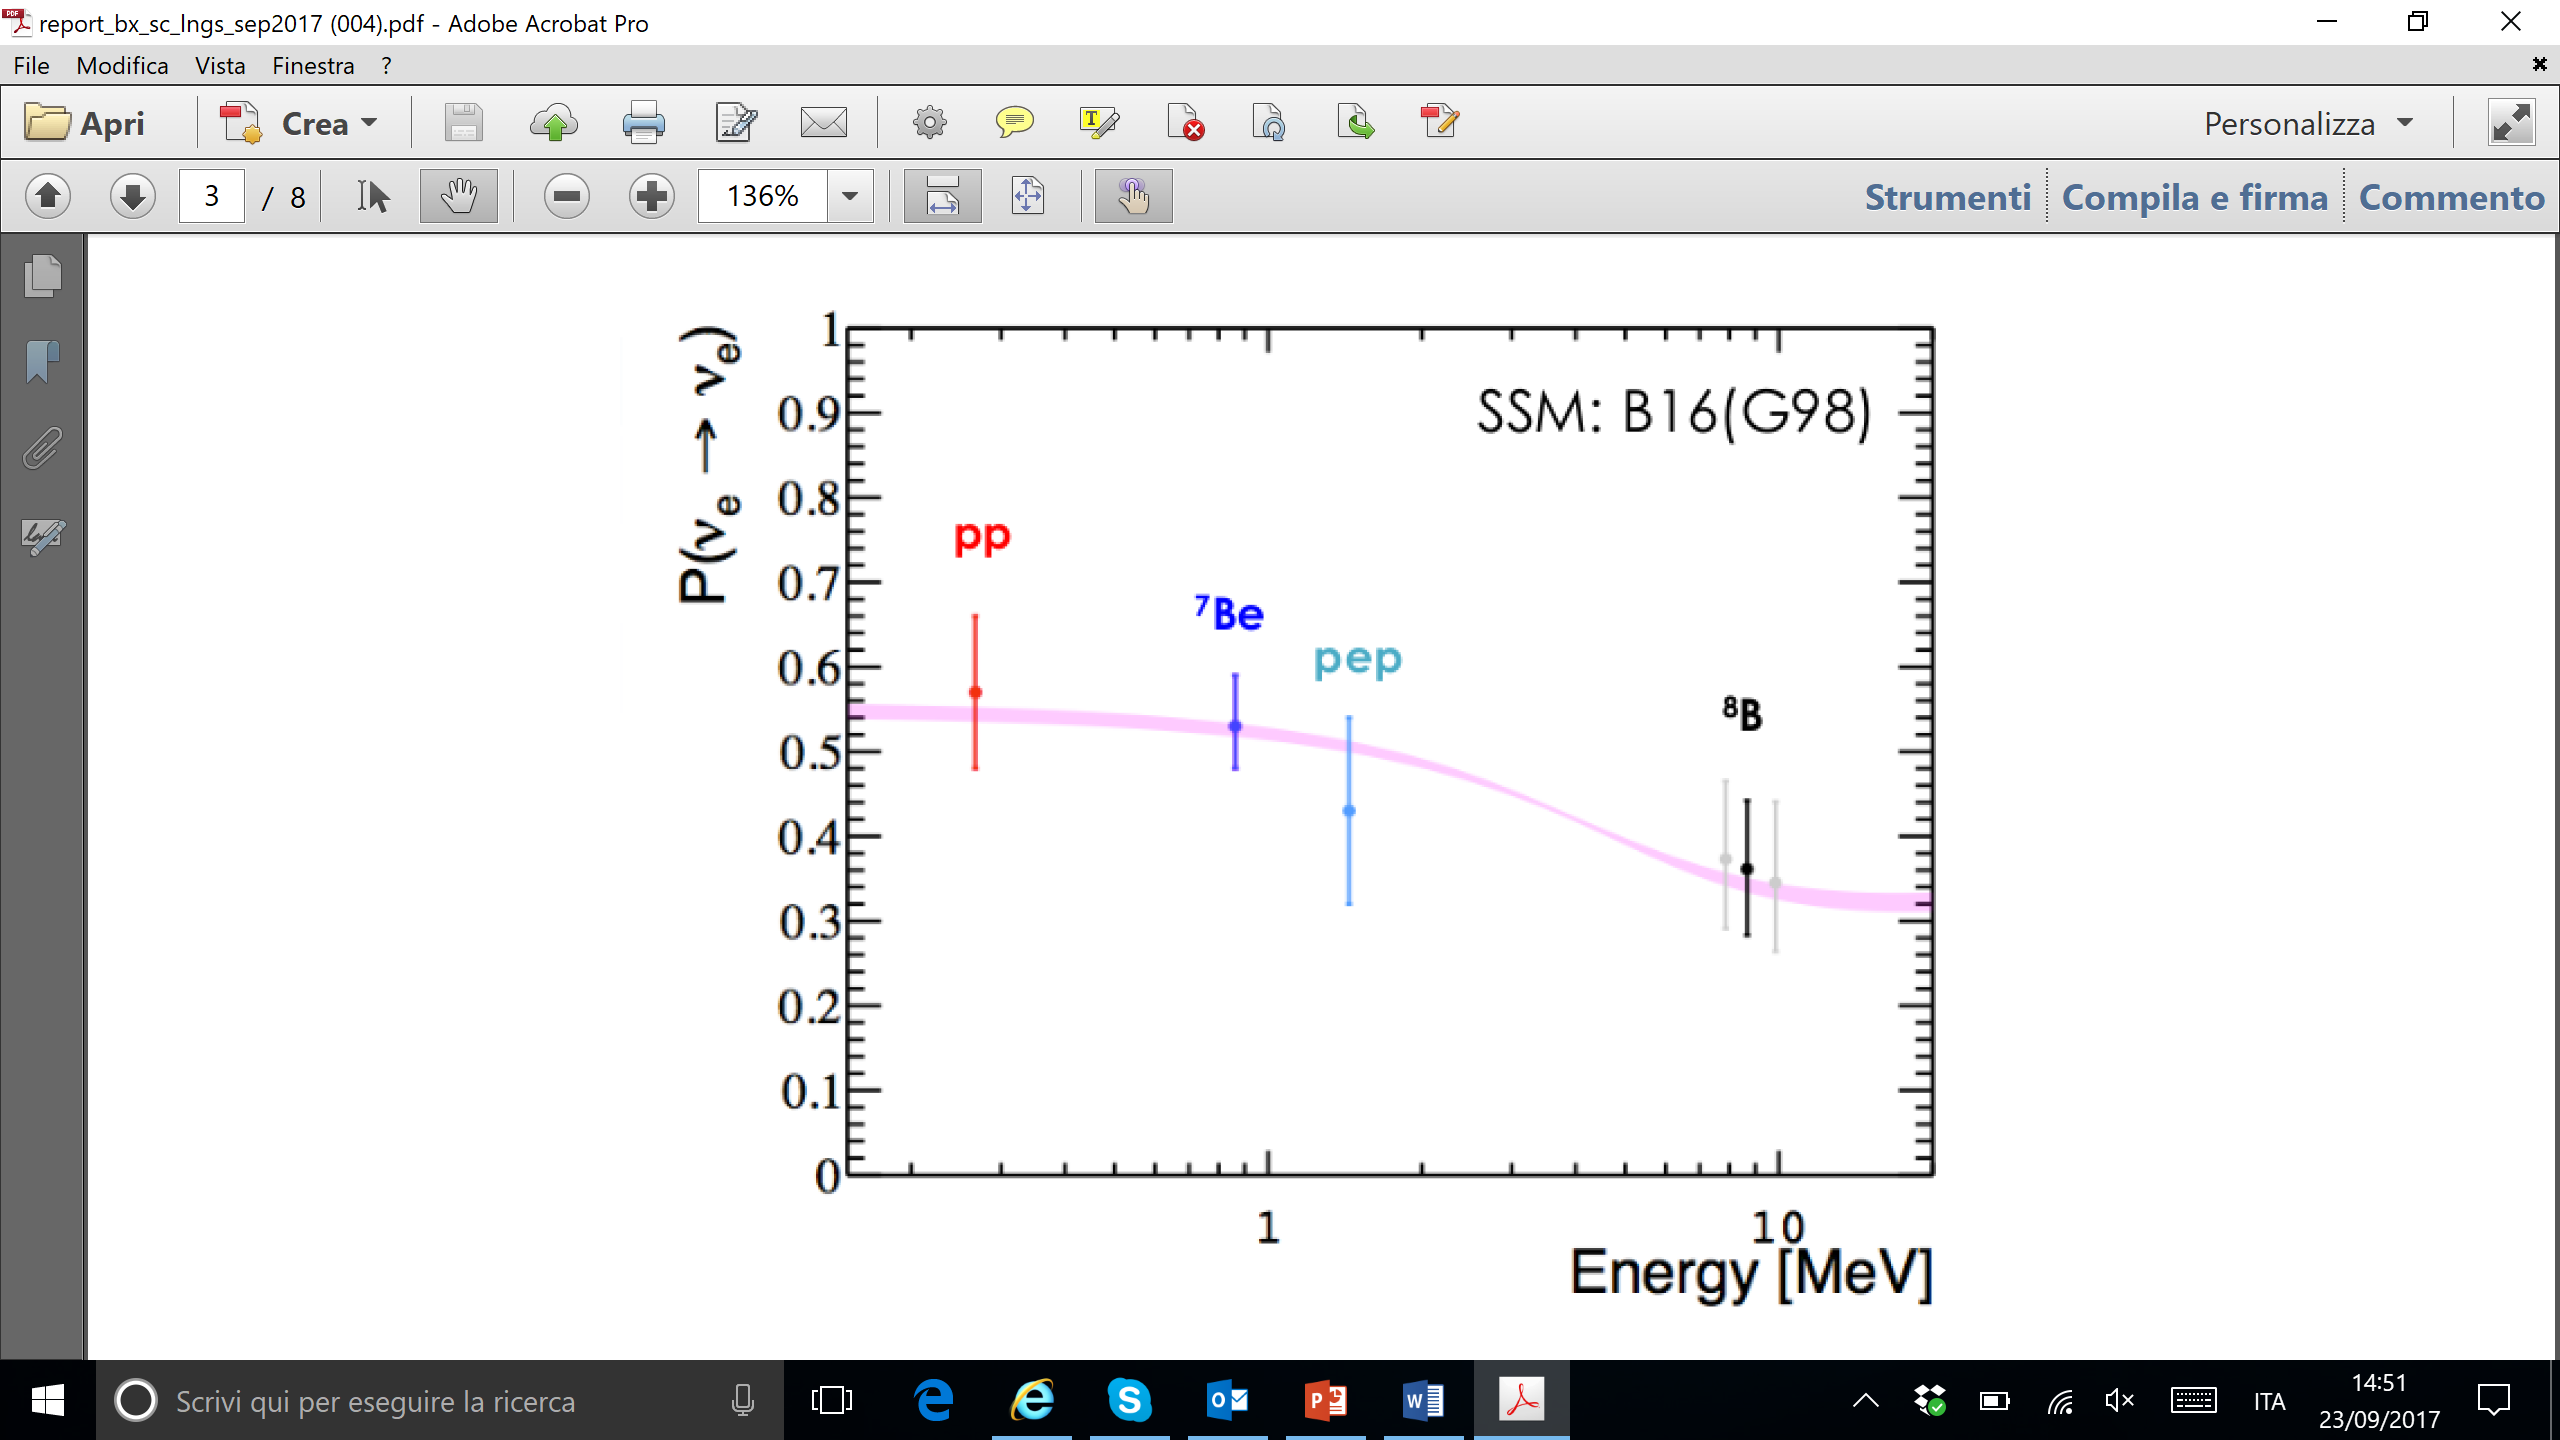 report_bx_sc_lngs_sep2017 (004).pdf - Adobe Acrobat Pro
File Modifica Vista Finestra ?
Apri Crea Personalizza
3 / 8 136% Strumenti Compila e firma Commento
P(νe → νe)
1
0.9
0.8
0.7
0.6
0.5
0.4
0.3
0.2
0.1
0
SSM: B16(G98)
pp
⁷Be
pep
⁸B
1 10
Energy [MeV]
Scrivi qui per eseguire la ricerca
ITA
14:51
23/09/2017